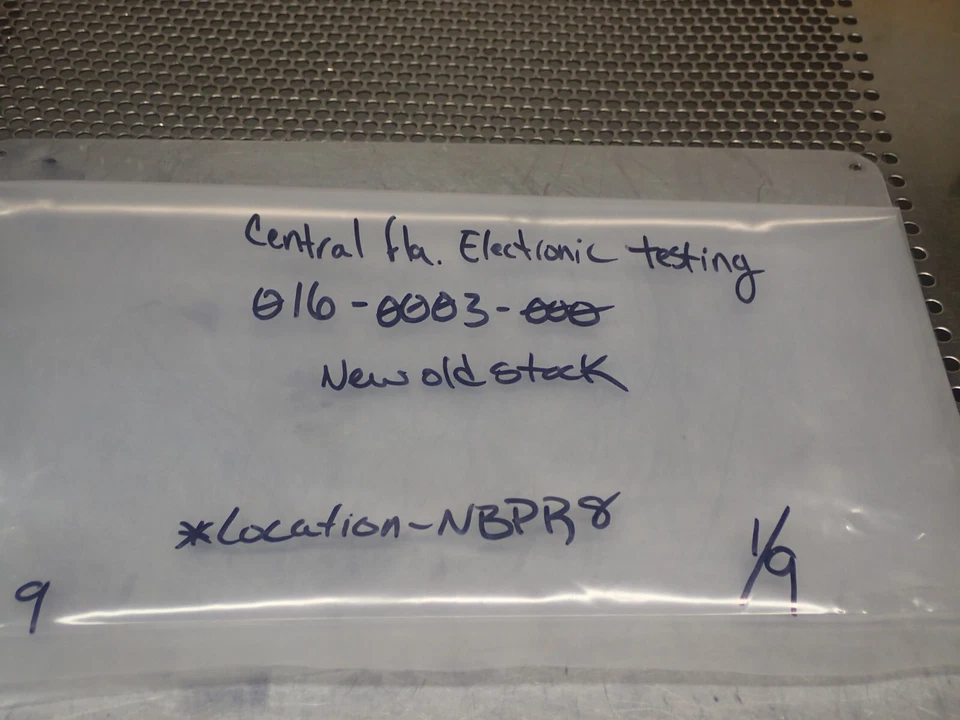 Central fla. Electronic testing
016-0003-000
New old stock
*Location-NBPR8
1/9
9